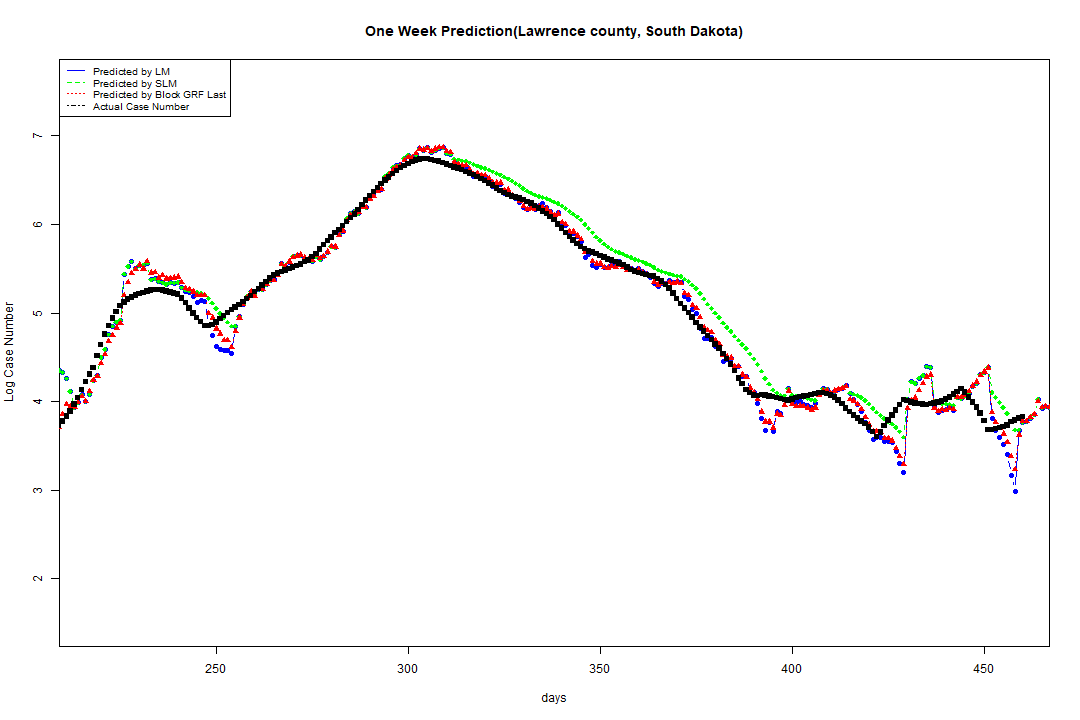 One Week Prediction(Lawrence county, South Dakota)
Predicted by LM
Predicted by SLM
Predicted by Block GRF Last
Actual Case Number
7
6
5
4
3
2
Log Case Number
250 300 350 400 450
days